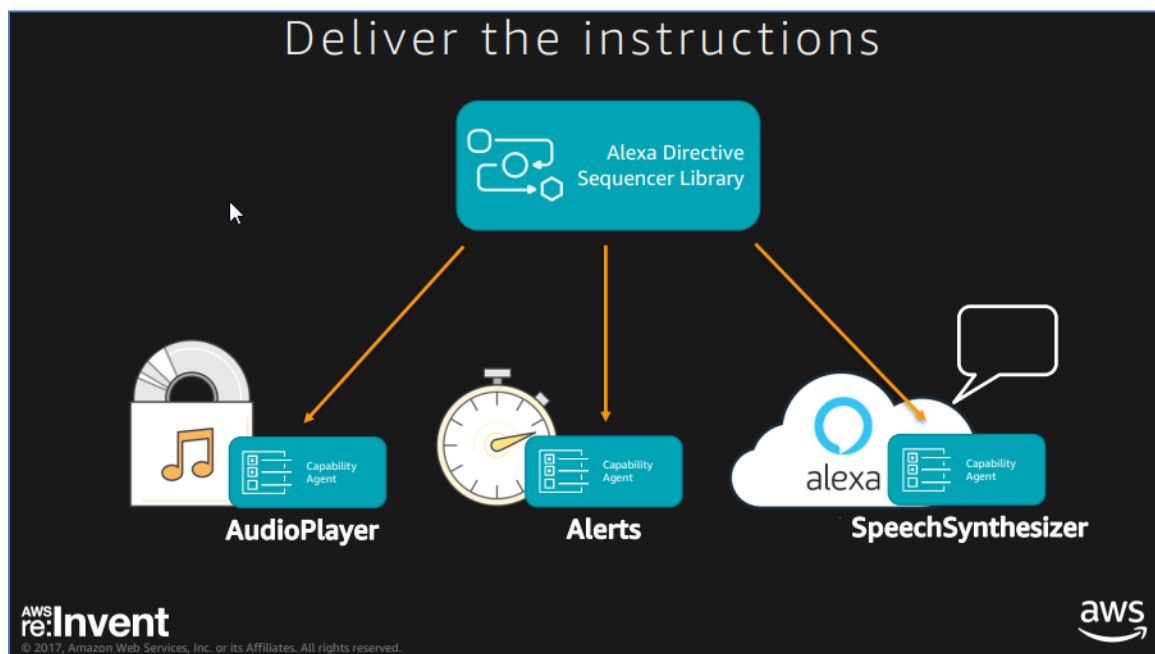 Deliver the instructions
Alexa Directive
Sequencer Library
Capability
Agent
AudioPlayer
Capability
Agent
Alerts
alexa
Capability
Agent
SpeechSynthesizer
AWS
re:Invent
© 2017, Amazon Web Services, Inc. or its Affiliates. All rights reserved.
aws